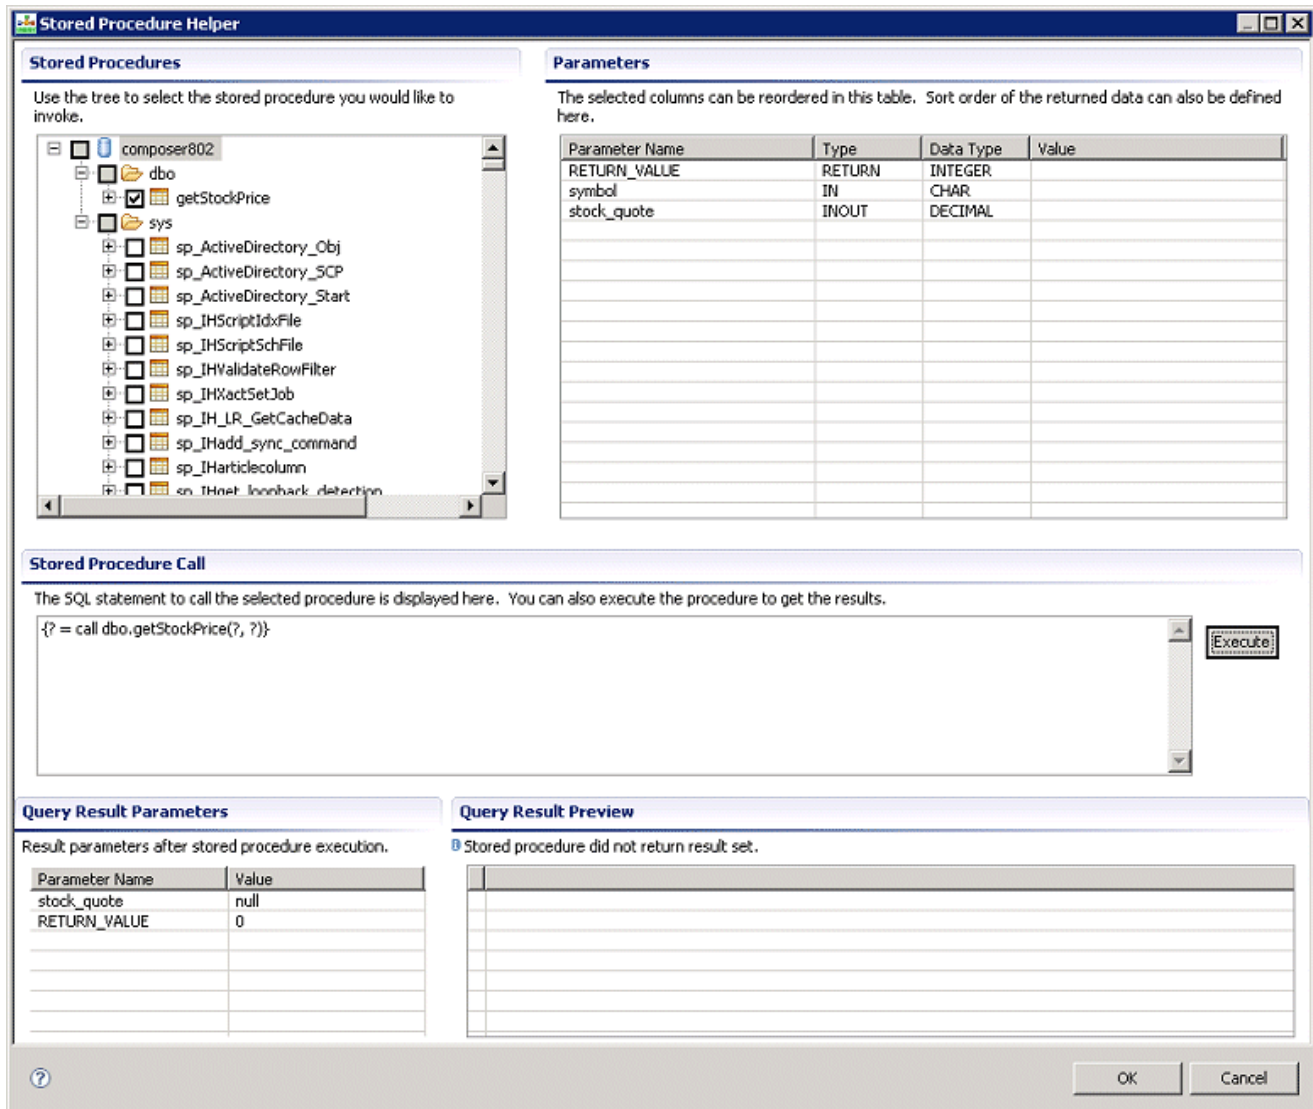 Stored Procedure Helper
Stored Procedures
Use the tree to select the stored procedure you would like to
invoke.
composer802
dbo
getStockPrice
sys
sp_ActiveDirectory_Obj
sp_ActiveDirectory_SCP
sp_ActiveDirectory_Start
sp_IHScriptIdxFile
sp_IHScriptSchFile
sp_IHValidateRowFilter
sp_IHXactSetJob
sp_IH_LR_GetCacheData
sp_IHadd_sync_command
sp_IHarticlecolumn
sp_IHget_loopback_detection
Parameters
The selected columns can be reordered in this table. Sort order of the returned data can also be defined
here.
Parameter Name Type Data Type Value
RETURN_VALUE RETURN INTEGER
symbol IN CHAR
stock_quote INOUT DECIMAL
Stored Procedure Call
The SQL statement to call the selected procedure is displayed here. You can also execute the procedure to get the results.
{? = call dbo.getStockPrice(?, ?)}
Execute
Query Result Parameters
Result parameters after stored procedure execution.
Parameter Name Value
stock_quote null
RETURN_VALUE 0
Query Result Preview
Stored procedure did not return result set.
OK Cancel